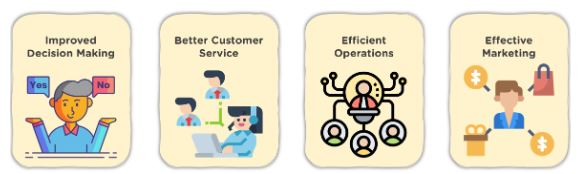 Improved
Decision Making
Yes
No
Better Customer
Service
Efficient
Operations
Effective
Marketing